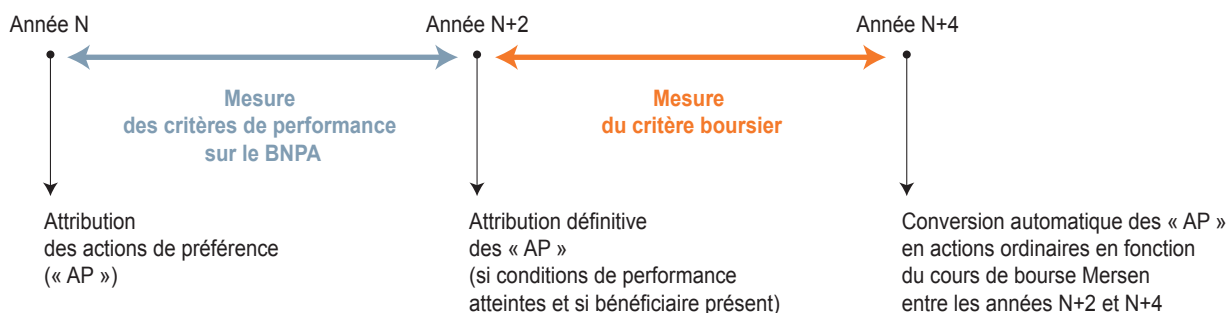 Année N
Année N+2
Année N+4
Mesure
des critères de performance
sur le BNPA
Mesure
du critère boursier
Attribution
des actions de préférence
(« AP »)
Attribution définitive
des « AP »
(si conditions de performance
atteintes et si bénéficiaire présent)
Conversion automatique des « AP »
en actions ordinaires en fonction
du cours de bourse Mersen
entre les années N+2 et N+4